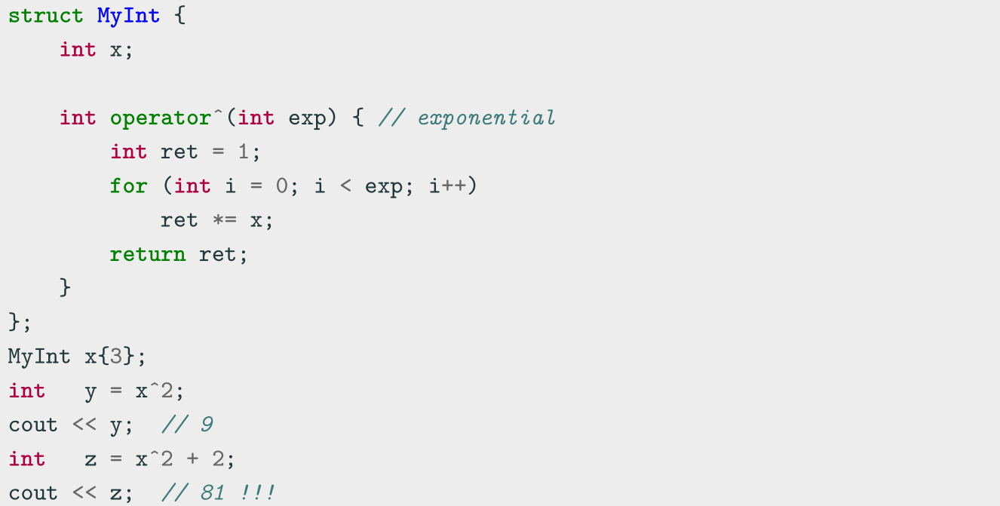 struct MyInt {
    int x;

    int operator^(int exp) { // exponential
        int ret = 1;
        for (int i = 0; i < exp; i++)
            ret *= x;
        return ret;
    }
};
MyInt x{3};
int   y = x^2;
cout << y;  // 9
int   z = x^2 + 2;
cout << z;  // 81 !!!